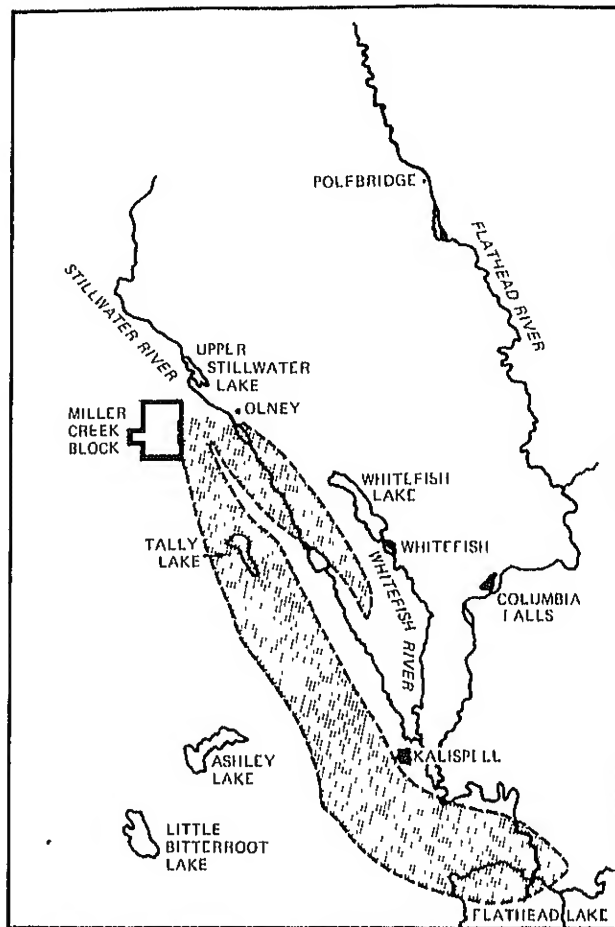 POLEBRIDGE
FLATHEAD RIVER
STILLWATER RIVER
UPPER
STILLWATER
LAKE
OLNEY
MILLER
CREEK
BLOCK
WHITEFISH
LAKE
WHITEFISH
TALLY
LAKE
WHITEFISH RIVER
COLUMBIA
FALLS
KALISPELL
ASHLEY
LAKE
LITTLE
BITTERROOT
LAKE
FLATHEAD LAKE